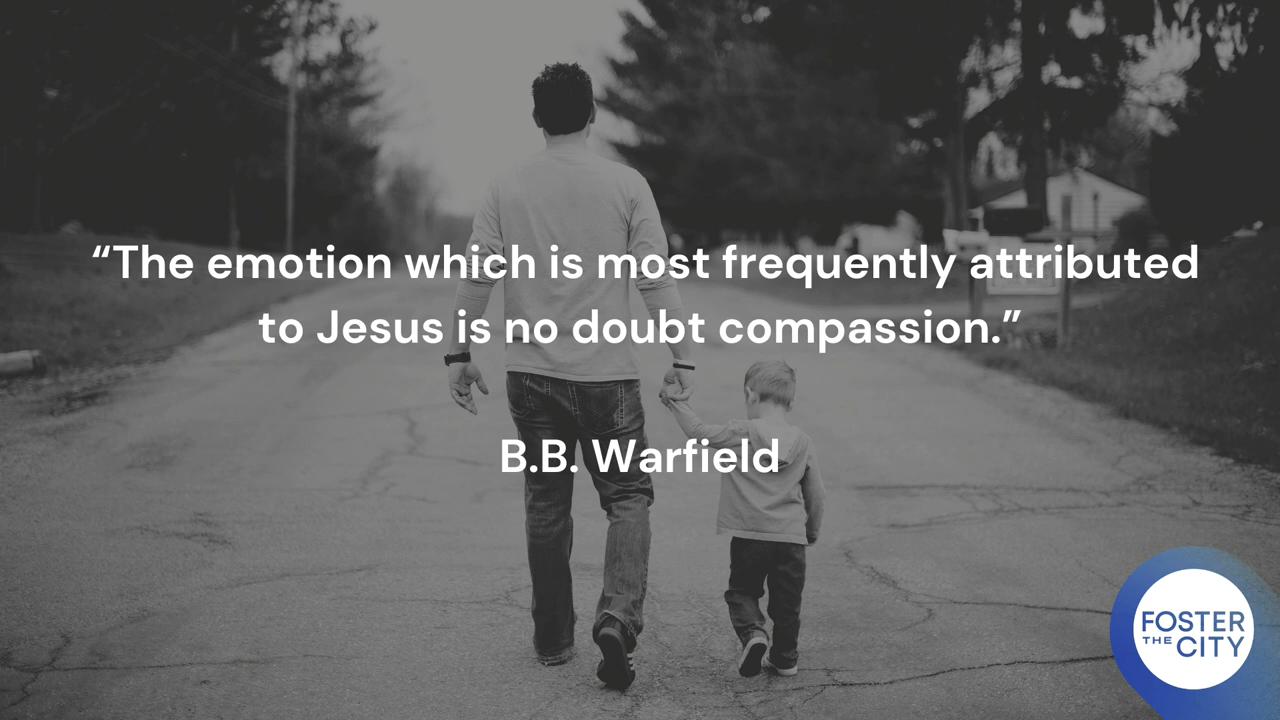 “The emotion which is most frequently attributed
to Jesus is no doubt compassion.”
B.B. Warfield
FOSTER
THE CITY